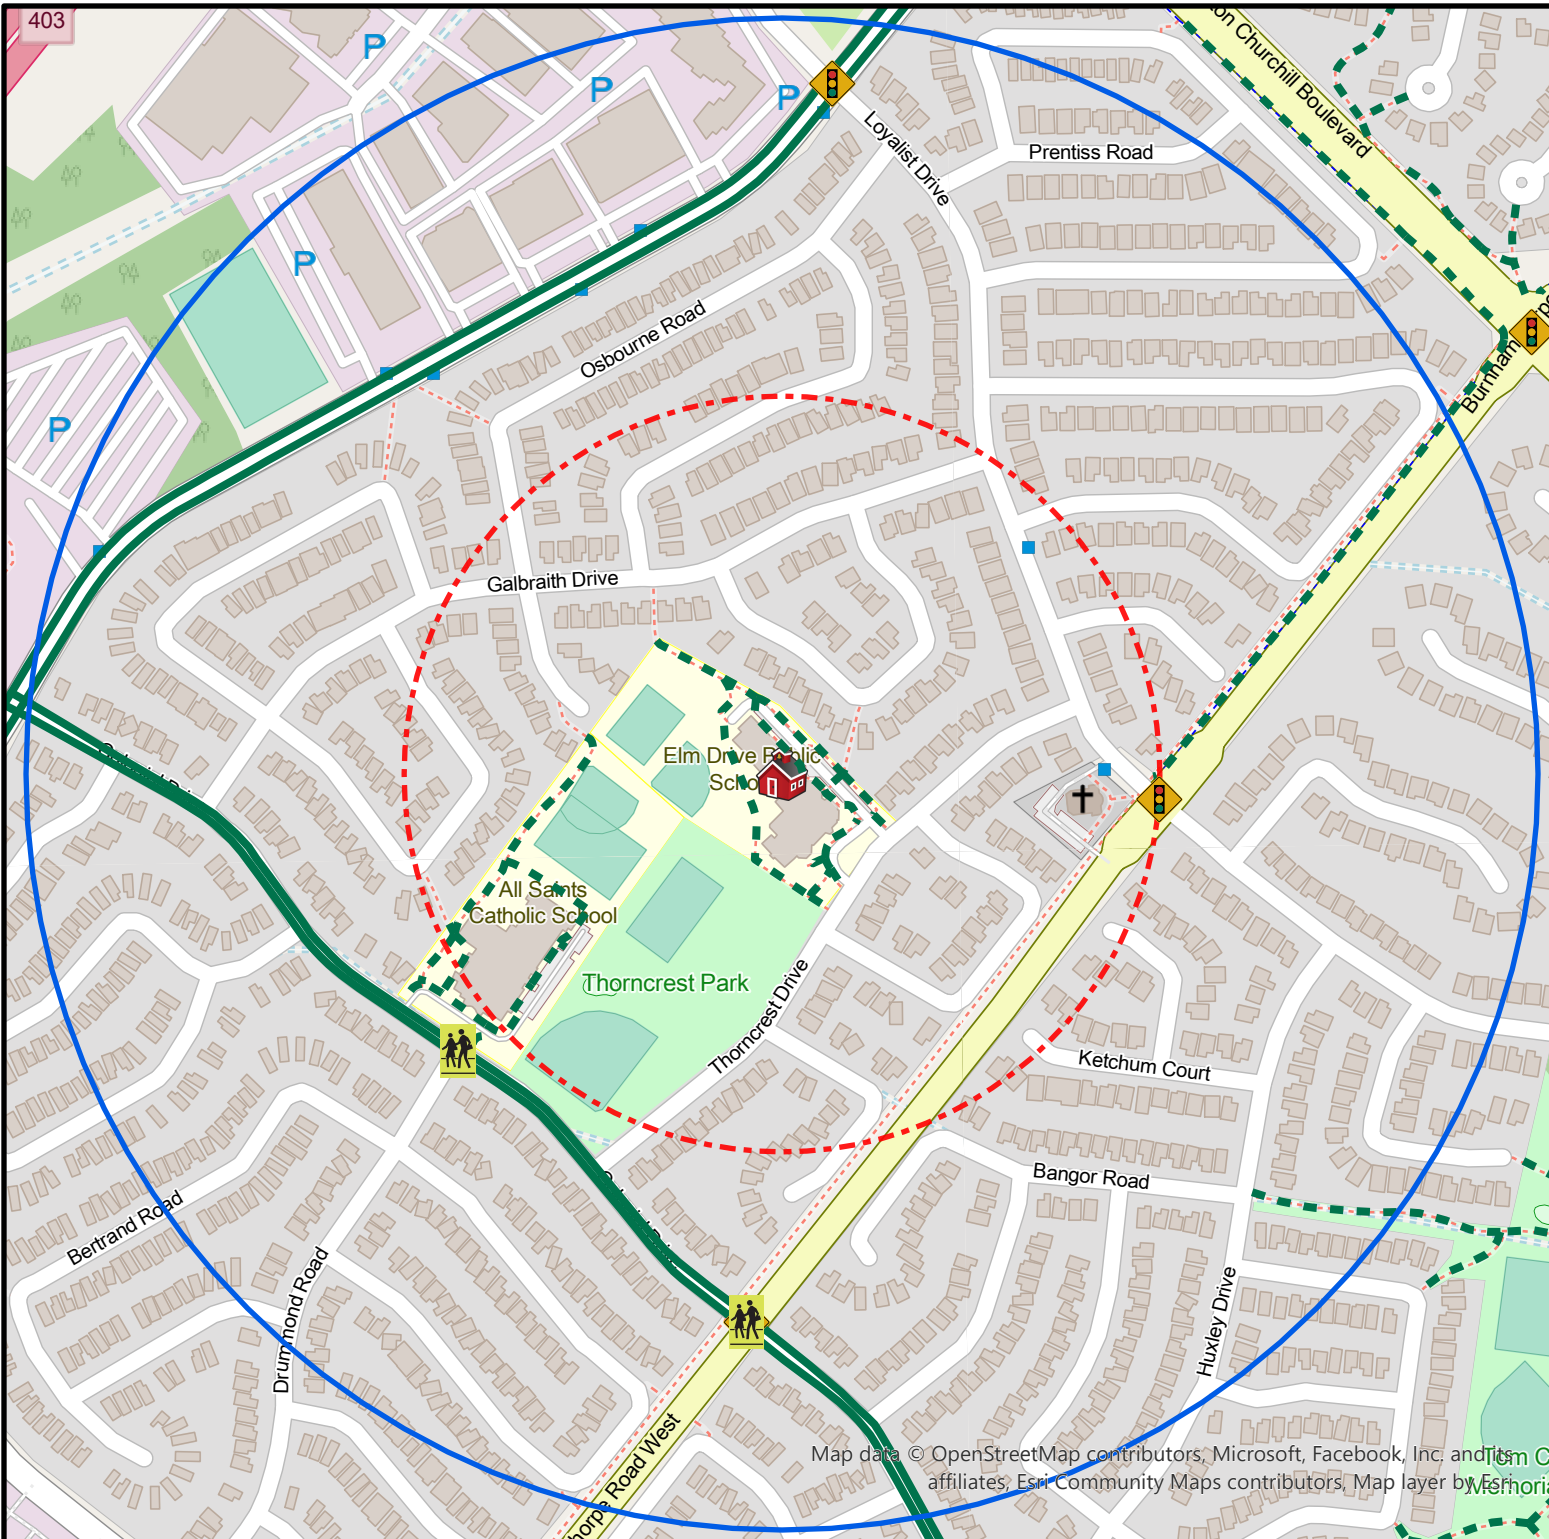 403
P
P
P
P
P
Churchill Boulevard
Loyalist Drive
Prentiss Road
Osbourne Road
Galbraith Drive
Elm Drive Public
School
All Saints
Catholic School
Thorncrest Park
Thorncrest Drive
Ketchum Court
Bangor Road
Bertrand Road
Drummond Road
Huxley Drive
Road West
Map data © OpenStreetMap contributors, Microsoft, Facebook, Inc. and its
affiliates, Esri Community Maps contributors, Map layer by Esri